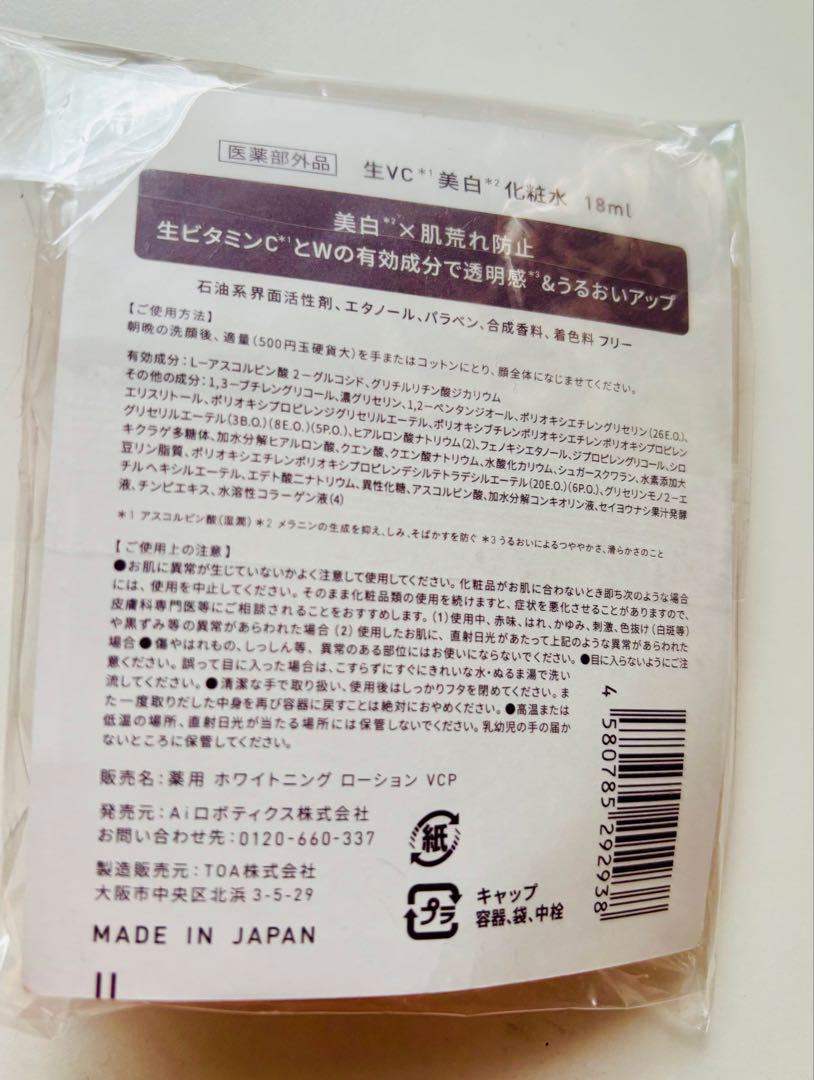 医薬部外品 生VC*1美白*2化粧水 18ml
美白*2×肌荒れ防止
生ビタミンC*1とWの有効成分で透明感*3&うるおいアップ
石油系界面活性剤、エタノール、パラベン、合成香料、着色料 フリー
【ご使用方法】
朝晩の洗顔後、適量(500円玉硬貨大)を手またはコットンにとり、顔全体になじませてください。
有効成分:L-アスコルビン酸 2-グルコシド、グリチルリチン酸ジカリウム
その他の成分:1,3-ブチレングリコール、濃グリセリン、1,2-ペンタンジオール、ポリオキシエチレングリセリン(26E.O.)、
エリスリトール、ポリオキシプロピレンジグリセリルエーテル、ポリオキシブチレンポリオキシエチレンポリオキシプロピレン
グリセリルエーテル(3B.O.)(8E.O.)(5P.O.)、ヒアルロン酸ナトリウム(2)、フェノキシエタノール、ジプロピレングリコール、シロ
キクラゲ多糖体、加水分解ヒアルロン酸、クエン酸、クエン酸ナトリウム、水酸化カリウム、シュガースクワラン、水素添加大
豆リン脂質、ポリオキシエチレンポリオキシプロピレンデシルテトラデシルエーテル(20E.O.)(6P.O.)、グリセリンモノ2-エ
チルヘキシルエーテル、エデト酸二ナトリウム、異性化糖、アスコルビン酸、加水分解コンキオリン液、セイヨウナシ果汁発酵
液、チンピエキス、水溶性コラーゲン液(4)
*1 アスコルビン酸(湿潤) *2 メラニンの生成を抑え、しみ、そばかすを防ぐ *3 うるおいによるつややかさ、滑らかさのこと
【ご使用上の注意】
●お肌に異常が生じていないかよく注意して使用してください。化粧品がお肌に合わないとき即ち次のような場合
には、使用を中止してください。そのまま化粧品類の使用を続けますと、症状を悪化させることがありますので、
皮膚科専門医等にご相談されることをおすすめします。(1)使用中、赤味、はれ、かゆみ、刺激、色抜け(白斑等)
や黒ずみ等の異常があらわれた場合(2)使用したお肌に、直射日光があたって上記のような異常があらわれた
場合●傷やはれもの、しっしん等、異常のある部位にはお使いにならないでください。●目に入らないようにご注
意ください。誤って目に入った場合は、こすらずにすぐにきれいな水・ぬるま湯で洗い
流してください。●清潔な手で取り扱い、使用後はしっかりフタを閉めてください。ま
た一度取りだした中身を再び容器に戻すことは絶対におやめください。●高温または
低温の場所、直射日光が当たる場所には保管しないでください。乳幼児の手の届か
ないところに保管してください。
販売名:薬用 ホワイトニング ローション VCP
発売元:Aiロボティクス株式会社
お問い合わせ先:0120-660-337
製造販売元:TOA株式会社
大阪市中央区北浜 3-5-29
MADE IN JAPAN
紙
プラ
キャップ
容器、袋、中栓
4 580785 292938